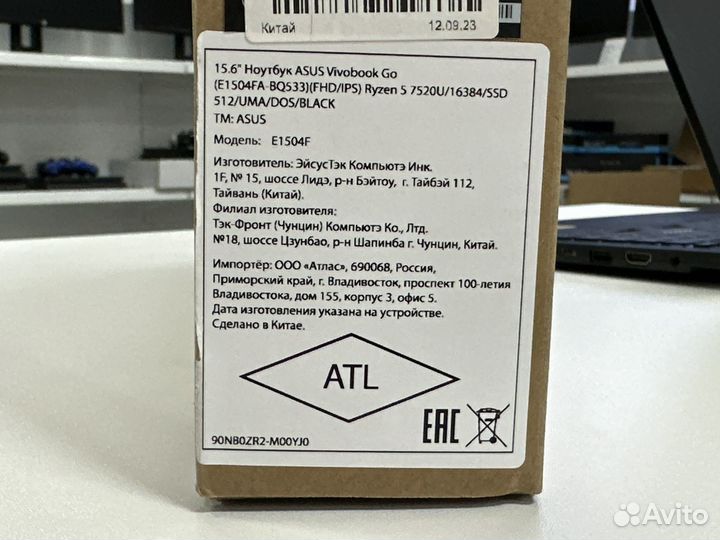 Китай 12.09.23
15.6" Ноутбук ASUS Vivobook Go
(E1504FA-BQ533)(FHD/IPS) Ryzen 5 7520U/16384/SSD
512/UMA/DOS/BLACK
TM: ASUS
Модель: E1504F
Изготовитель: ЭйсусТэк Компьютэ Инк.
1F, № 15, шоссе Лидэ, р-н Бэйтоу, г. Тайбэй 112,
Тайвань (Китай).
Филиал изготовителя:
Тэк-Фронт (Чунцин) Компьютэ Ко., Лтд.
№18, шоссе Цзунбао, р-н Шапинба г. Чунцин, Китай.
Импортёр: ООО «Атлас», 690068, Россия,
Приморский край, г. Владивосток, проспект 100-летия
Владивостока, дом 155, корпус 3, офис 5.
Дата изготовления указана на устройстве.
Сделано в Китае.
ATL
EAC
90NB0ZR2-M00YJ0
Avito